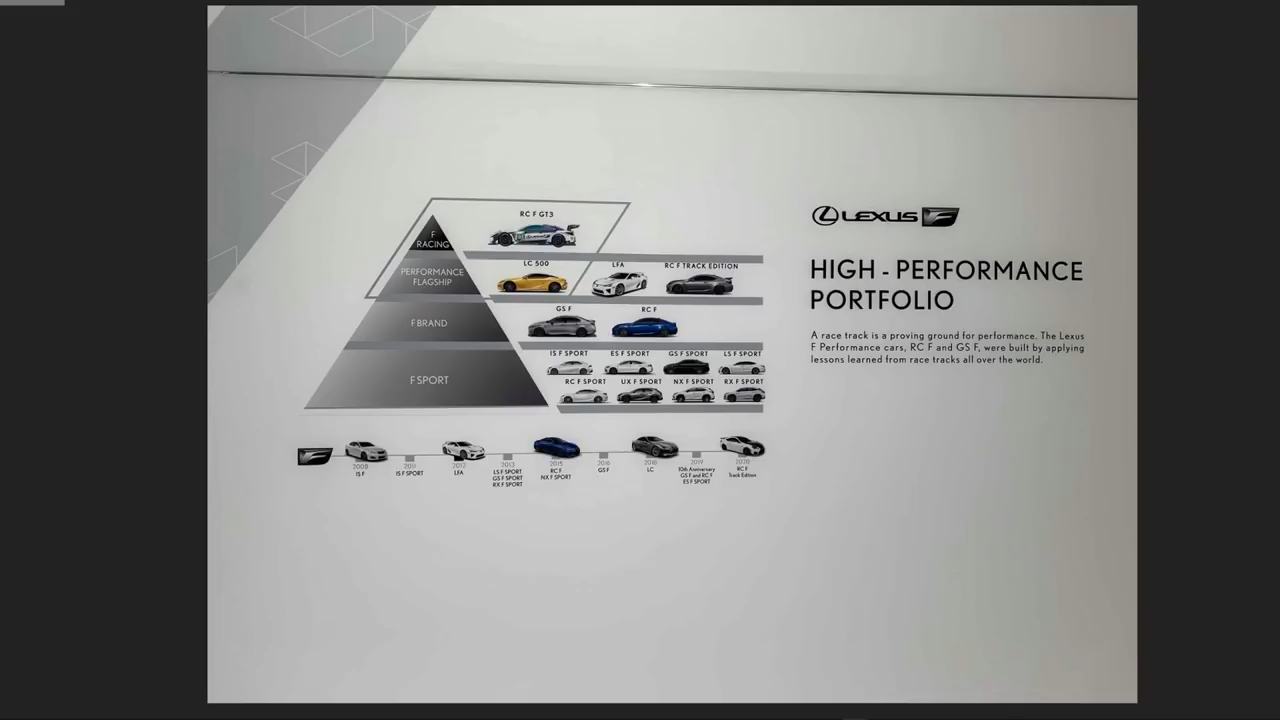 LEXUS F
HIGH - PERFORMANCE
PORTFOLIO
A race track is a proving ground for performance. The Lexus
F Performance cars, RC F and GS F, were built by applying
lessons learned from race tracks all over the world.
F
RACING
RC F GT3
PERFORMANCE
FLAGSHIP
LC 500
LFA
RC F TRACK EDITION
F BRAND
GS F
RC F
F SPORT
IS F SPORT
ES F SPORT
GS F SPORT
LS F SPORT
RC F SPORT
UX F SPORT
NX F SPORT
RX F SPORT
F
2008
IS F
2011
IS F SPORT
2012
LFA
2013
LS F SPORT
GS F SPORT
RX F SPORT
2015
RC F
NX F SPORT
2016
GS F
2018
LC
2019
10th Anniversary
GS F and RC F
ES F SPORT
2020
RC F
Track Edition